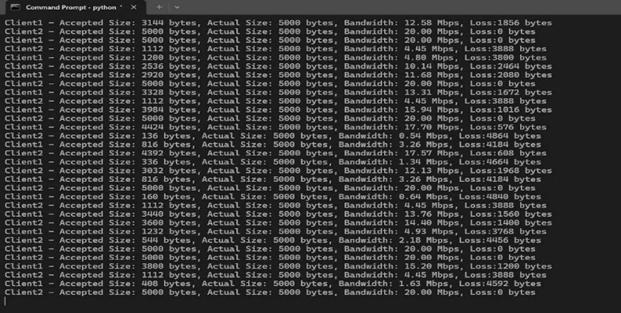 Command Prompt - python
Client1 - Accepted Size: 3144 bytes, Actual Size: 5000 bytes, Bandwidth: 12.58 Mbps, Loss:1856 bytes
Client2 - Accepted Size: 5000 bytes, Actual Size: 5000 bytes, Bandwidth: 20.00 Mbps, Loss:0 bytes
Client1 - Accepted Size: 5000 bytes, Actual Size: 5000 bytes, Bandwidth: 20.00 Mbps, Loss:0 bytes
Client2 - Accepted Size: 1112 bytes, Actual Size: 5000 bytes, Bandwidth: 4.45 Mbps, Loss:3888 bytes
Client1 - Accepted Size: 1200 bytes, Actual Size: 5000 bytes, Bandwidth: 4.80 Mbps, Loss:3800 bytes
Client2 - Accepted Size: 2536 bytes, Actual Size: 5000 bytes, Bandwidth: 10.14 Mbps, Loss:2464 bytes
Client1 - Accepted Size: 2920 bytes, Actual Size: 5000 bytes, Bandwidth: 11.68 Mbps, Loss:2080 bytes
Client2 - Accepted Size: 5000 bytes, Actual Size: 5000 bytes, Bandwidth: 20.00 Mbps, Loss:0 bytes
Client1 - Accepted Size: 3328 bytes, Actual Size: 5000 bytes, Bandwidth: 13.31 Mbps, Loss:1672 bytes
Client2 - Accepted Size: 1112 bytes, Actual Size: 5000 bytes, Bandwidth: 4.45 Mbps, Loss:3888 bytes
Client1 - Accepted Size: 3984 bytes, Actual Size: 5000 bytes, Bandwidth: 15.94 Mbps, Loss:1016 bytes
Client2 - Accepted Size: 5000 bytes, Actual Size: 5000 bytes, Bandwidth: 20.00 Mbps, Loss:0 bytes
Client1 - Accepted Size: 4424 bytes, Actual Size: 5000 bytes, Bandwidth: 17.70 Mbps, Loss:576 bytes
Client2 - Accepted Size: 136 bytes, Actual Size: 5000 bytes, Bandwidth: 0.54 Mbps, Loss:4864 bytes
Client1 - Accepted Size: 816 bytes, Actual Size: 5000 bytes, Bandwidth: 3.26 Mbps, Loss:4184 bytes
Client2 - Accepted Size: 4392 bytes, Actual Size: 5000 bytes, Bandwidth: 17.57 Mbps, Loss:608 bytes
Client1 - Accepted Size: 336 bytes, Actual Size: 5000 bytes, Bandwidth: 1.34 Mbps, Loss:4664 bytes
Client2 - Accepted Size: 3032 bytes, Actual Size: 5000 bytes, Bandwidth: 12.13 Mbps, Loss:1968 bytes
Client1 - Accepted Size: 816 bytes, Actual Size: 5000 bytes, Bandwidth: 3.26 Mbps, Loss:4184 bytes
Client2 - Accepted Size: 5000 bytes, Actual Size: 5000 bytes, Bandwidth: 20.00 Mbps, Loss:0 bytes
Client1 - Accepted Size: 160 bytes, Actual Size: 5000 bytes, Bandwidth: 0.64 Mbps, Loss:4840 bytes
Client2 - Accepted Size: 1112 bytes, Actual Size: 5000 bytes, Bandwidth: 4.45 Mbps, Loss:3888 bytes
Client1 - Accepted Size: 3440 bytes, Actual Size: 5000 bytes, Bandwidth: 13.76 Mbps, Loss:1560 bytes
Client2 - Accepted Size: 3600 bytes, Actual Size: 5000 bytes, Bandwidth: 14.40 Mbps, Loss:1400 bytes
Client1 - Accepted Size: 1232 bytes, Actual Size: 5000 bytes, Bandwidth: 4.93 Mbps, Loss:3768 bytes
Client2 - Accepted Size: 544 bytes, Actual Size: 5000 bytes, Bandwidth: 2.18 Mbps, Loss:4456 bytes
Client1 - Accepted Size: 5000 bytes, Actual Size: 5000 bytes, Bandwidth: 20.00 Mbps, Loss:0 bytes
Client2 - Accepted Size: 5000 bytes, Actual Size: 5000 bytes, Bandwidth: 20.00 Mbps, Loss:0 bytes
Client1 - Accepted Size: 3800 bytes, Actual Size: 5000 bytes, Bandwidth: 15.20 Mbps, Loss:1200 bytes
Client2 - Accepted Size: 1112 bytes, Actual Size: 5000 bytes, Bandwidth: 4.45 Mbps, Loss:3888 bytes
Client1 - Accepted Size: 408 bytes, Actual Size: 5000 bytes, Bandwidth: 1.63 Mbps, Loss:4592 bytes
Client2 - Accepted Size: 5000 bytes, Actual Size: 5000 bytes, Bandwidth: 20.00 Mbps, Loss:0 bytes